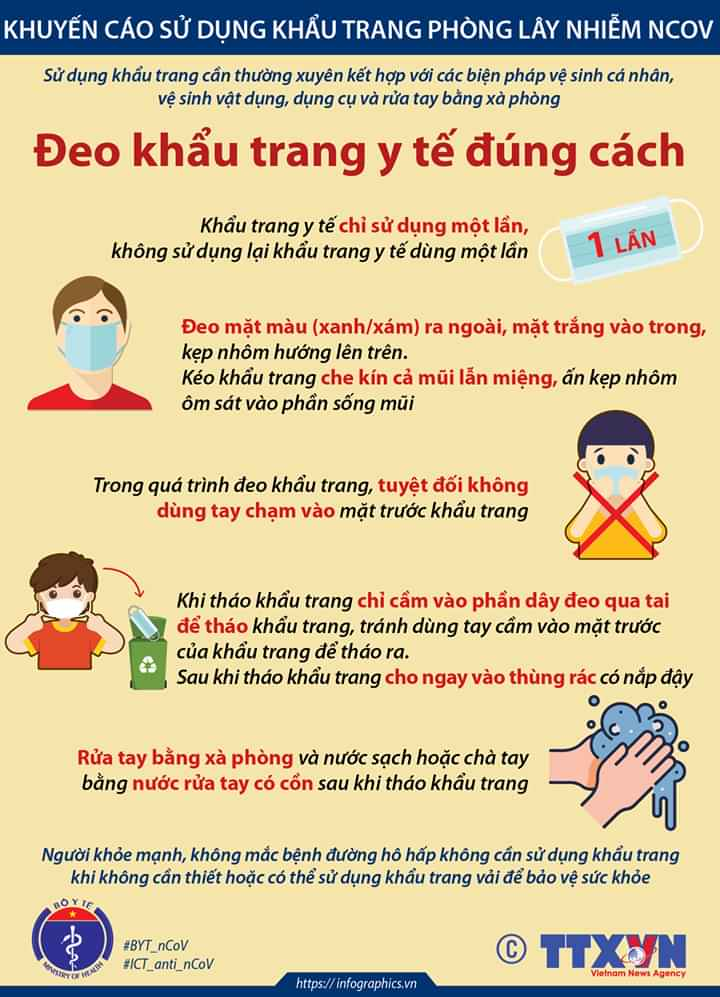 KHUYẾN CÁO SỬ DỤNG KHẨU TRANG PHÒNG LÂY NHIỄM NCOV
Sử dụng khẩu trang cần thường xuyên kết hợp với các biện pháp vệ sinh cá nhân,
vệ sinh vật dụng, dụng cụ và rửa tay bằng xà phòng
Đeo khẩu trang y tế đúng cách
Khẩu trang y tế chỉ sử dụng một lần,
không sử dụng lại khẩu trang y tế dùng một lần
1 LẦN
Đeo mặt màu (xanh/xám) ra ngoài, mặt trắng vào trong,
kẹp nhôm hướng lên trên.
Kéo khẩu trang che kín cả mũi lẫn miệng, ấn kẹp nhôm
ôm sát vào phần sống mũi
Trong quá trình đeo khẩu trang, tuyệt đối không
dùng tay chạm vào mặt trước khẩu trang
Khi tháo khẩu trang chỉ cầm vào phần dây đeo qua tai
để tháo khẩu trang, tránh dùng tay cầm vào mặt trước
của khẩu trang để tháo ra.
Sau khi tháo khẩu trang cho ngay vào thùng rác có nắp đậy
Rửa tay bằng xà phòng và nước sạch hoặc chà tay
bằng nước rửa tay có cồn sau khi tháo khẩu trang
Người khỏe mạnh, không mắc bệnh đường hô hấp không cần sử dụng khẩu trang
khi không cần thiết hoặc có thể sử dụng khẩu trang vải để bảo vệ sức khỏe
BỘ Y TẾ
MINISTRY OF HEALTH
#BYT_nCoV
#ICT_anti_nCoV
© TTXVN
Vietnam News Agency
https://infographics.vn